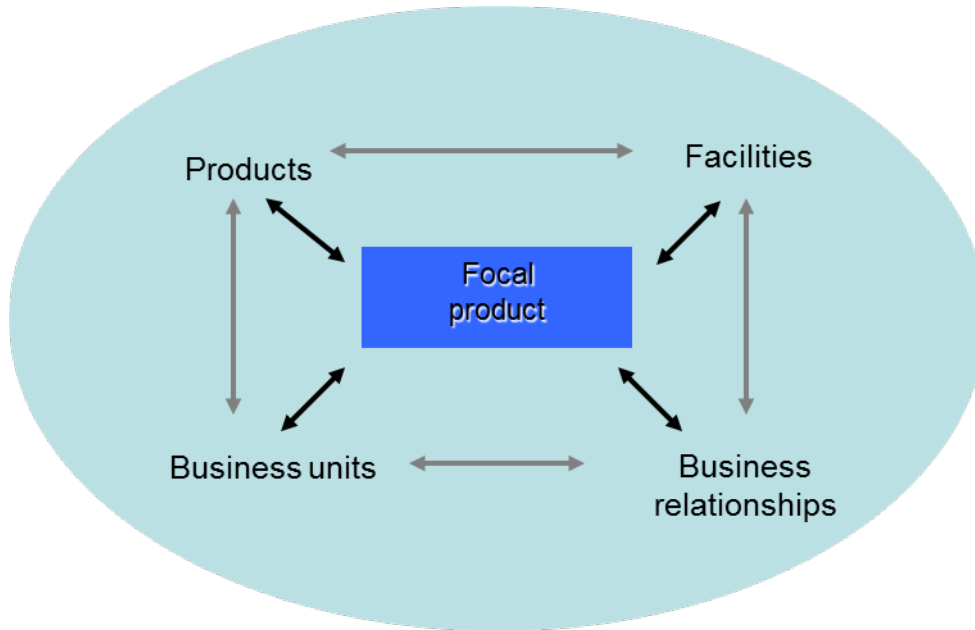 Products
Facilities
Focal
product
Business units
Business
relationships